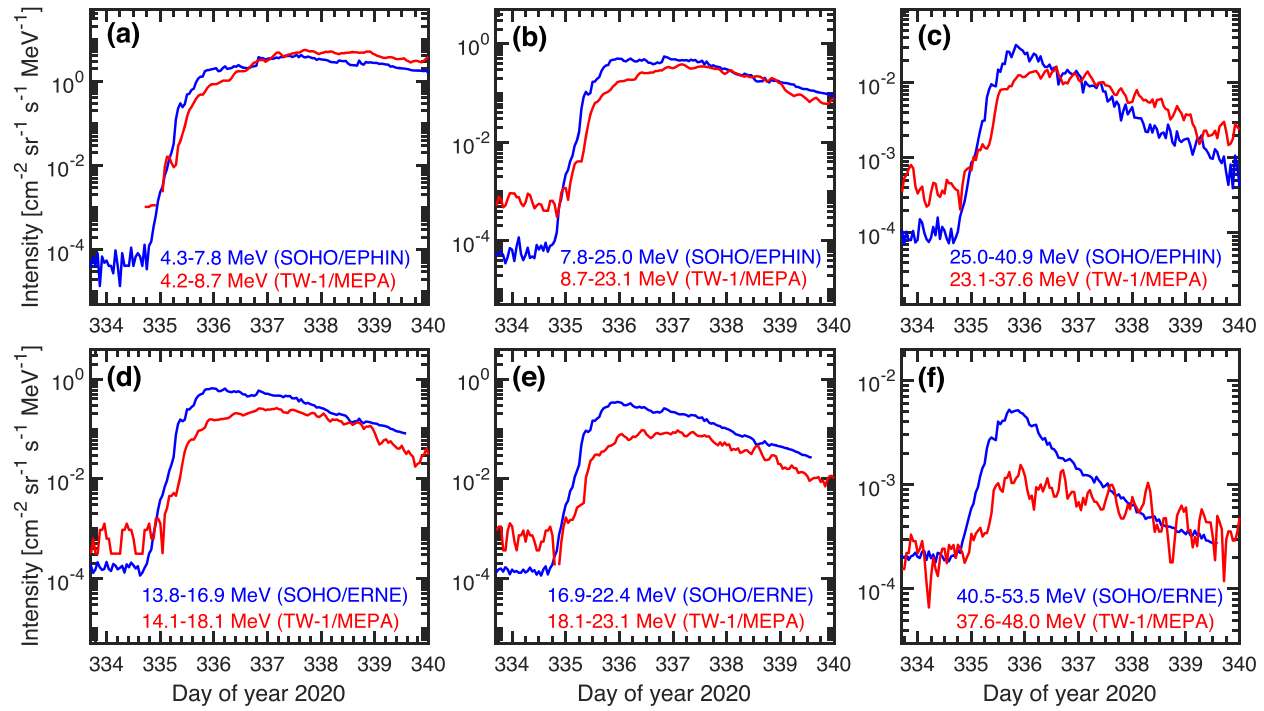 (a)
(b)
(c)
Intensity [cm⁻² sr⁻¹ s⁻¹ MeV⁻¹]
10⁰
10⁻²
10⁻⁴
4.3-7.8 MeV (SOHO/EPHIN)
4.2-8.7 MeV (TW-1/MEPA)
334 335 336 337 338 339 340
10⁰
10⁻²
10⁻⁴
7.8-25.0 MeV (SOHO/EPHIN)
8.7-23.1 MeV (TW-1/MEPA)
334 335 336 337 338 339 340
10⁻²
10⁻³
10⁻⁴
25.0-40.9 MeV (SOHO/EPHIN)
23.1-37.6 MeV (TW-1/MEPA)
334 335 336 337 338 339 340
(d)
(e)
(f)
Intensity [cm⁻² sr⁻¹ s⁻¹ MeV⁻¹]
10⁰
10⁻²
10⁻⁴
13.8-16.9 MeV (SOHO/ERNE)
14.1-18.1 MeV (TW-1/MEPA)
334 335 336 337 338 339 340
Day of year 2020
10⁰
10⁻²
10⁻⁴
16.9-22.4 MeV (SOHO/ERNE)
18.1-23.1 MeV (TW-1/MEPA)
334 335 336 337 338 339 340
Day of year 2020
10⁻²
10⁻³
10⁻⁴
40.5-53.5 MeV (SOHO/ERNE)
37.6-48.0 MeV (TW-1/MEPA)
334 335 336 337 338 339 340
Day of year 2020